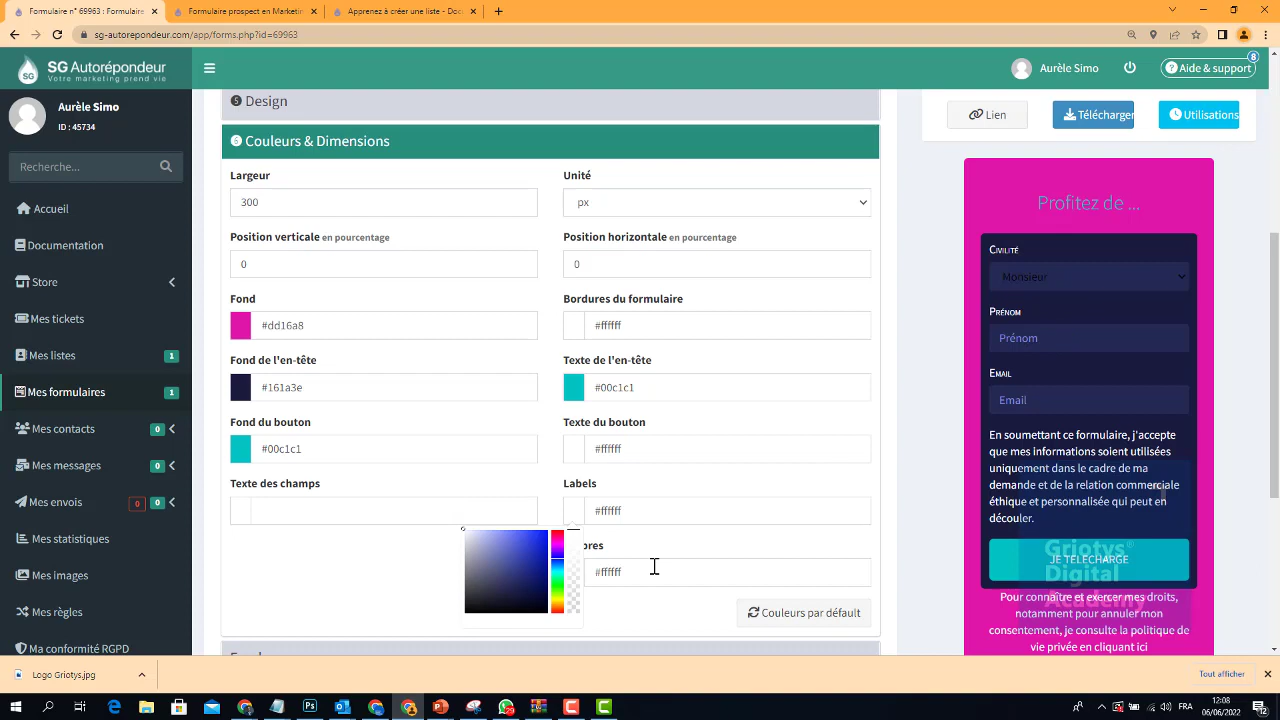 Formulaire n° 69963 : Formulaire
Formulaire prospect en Marketin
Apprenez à créer une liste - Doc
sg-autorepondeur.com/app/forms.php?id=69963
SG
SG Autorépondeur
Votre marketing prend vie
Aurèle Simo
Aide & support
8
Aurèle Simo
ID : 45734
Recherche...
Accueil
Documentation
Store
Mes tickets
Mes listes
1
Mes formulaires
1
Mes contacts
0
Mes messages
0
Mes envois
0
0
Mes statistiques
Mes images
Mes règles
Ma conformité RGPD
S Design
S Couleurs & Dimensions
Largeur
Unité
300
px
Position verticale en pourcentage
Position horizontale en pourcentage
0
0
Fond
Bordures du formulaire
#dd16a8
#ffffff
Fond de l'en-tête
Texte de l'en-tête
#161a3e
#00c1c1
Fond du bouton
Texte du bouton
#00c1c1
#ffffff
Texte des champs
Labels
#ffffff
bres
#ffffff
Couleurs par défault
Lien
Télécharger
Utilisations
Profitez de ...
Civilité
Monsieur
Prénom
Prénom
Email
Email
En soumettant ce formulaire, j'accepte
que mes informations soient utilisées
uniquement dans le cadre de ma
demande et de la relation commerciale
éthique et personnalisée qui peut en
découler.
JE TÉLÉCHARGE
Griotys®
Digital
Academy
Pour connaître et exercer mes droits,
notamment pour annuler mon
consentement, je consulte la politique de
vie privée en cliquant ici
Logo Griotys.jpg
Tout afficher
FRA
12:08
06/06/2022
12